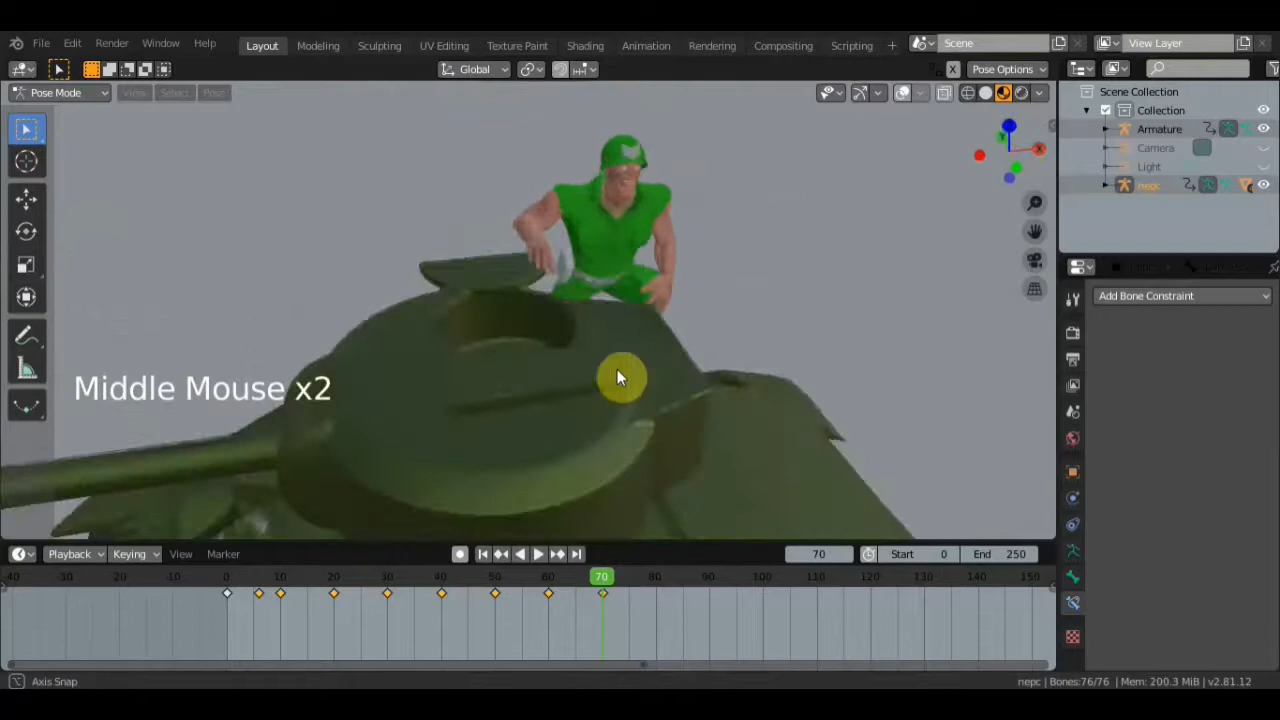 File Edit Render Window Help Layout Modeling Sculpting UV Editing Texture Paint Shading Animation Rendering Compositing Scripting + Scene View Layer
Global X Pose Options
Pose Mode View Select Pose
Scene Collection
Collection
Armature
Camera
Light
nepc
Y
X
Add Bone Constraint
Middle Mouse x2
Playback Keying View Marker 70 Start 0 End 250
-40 -30 -20 -10 0 10 20 30 40 50 60 70 80 90 100 110 120 130 140 150
Axis Snap nepc | Bones:76/76 | Mem: 200.3 MiB | v2.81.12